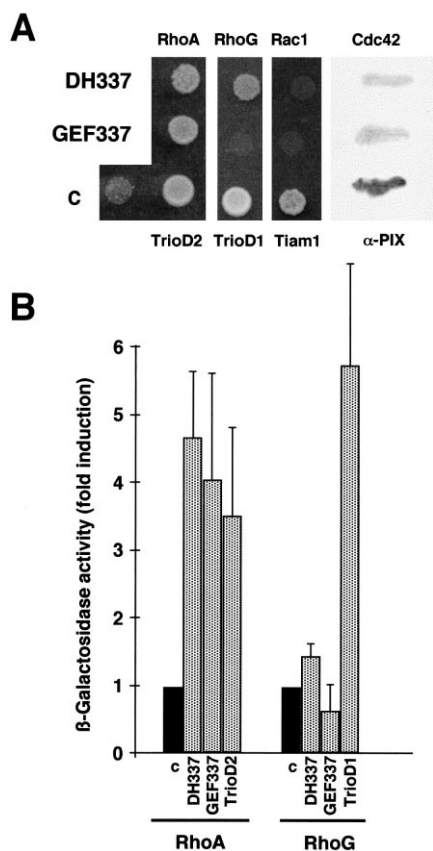 A
RhoA RhoG Rac1 Cdc42
DH337
GEF337
C
TrioD2 TrioD1 Tiam1 α-PIX
B
ß-Galactosidase activity (fold induction)
6
5
4
3
2
1
0
c DH337 GEF337 TrioD2 c DH337 GEF337 TrioD1
RhoA RhoG